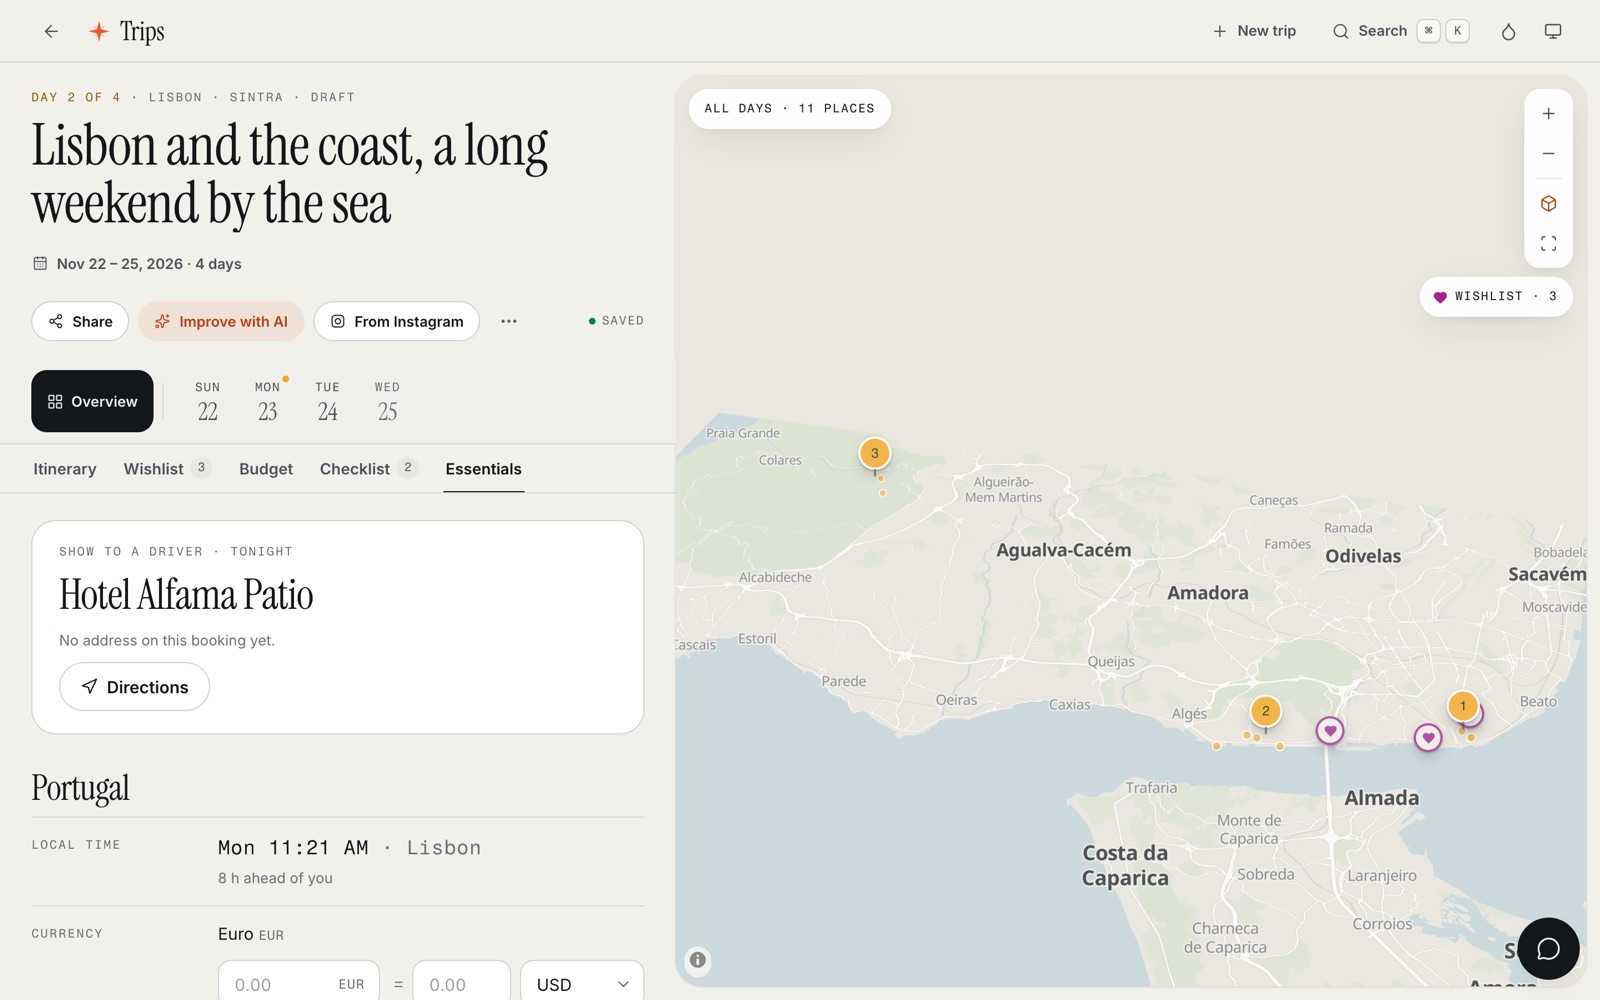 Trips
New trip
Search ⌘ K
DAY 2 OF 4 · LISBON · SINTRA · DRAFT
Lisbon and the coast, a long
weekend by the sea
Nov 22 – 25, 2026 · 4 days
Share
Improve with AI
From Instagram
SAVED
Overview
SUN
22
MON
23
TUE
24
WED
25
Itinerary
Wishlist 3
Budget
Checklist 2
Essentials
SHOW TO A DRIVER · TONIGHT
Hotel Alfama Patio
No address on this booking yet.
Directions
Portugal
LOCAL TIME
Mon 11:21 AM · Lisbon
8 h ahead of you
CURRENCY
Euro EUR
0.00 EUR = 0.00 USD
ALL DAYS · 11 PLACES
WISHLIST · 3
Praia Grande
Colares
3
Algueirão-
Mem Martins
Caneças
Ramada
Famões
Odivelas
Bobadela
Sacavém
Agualva-Cacém
Alcabideche
Amadora
Moscavide
Cascais
Estoril
Queijas
Parede
Oeiras
Caxias
Algés
2
1
Beato
Trafaria
Almada
Monte de
Caparica
Costa da
Caparica
Sobreda
Laranjeiro
Charneca
de Caparica
Corroios